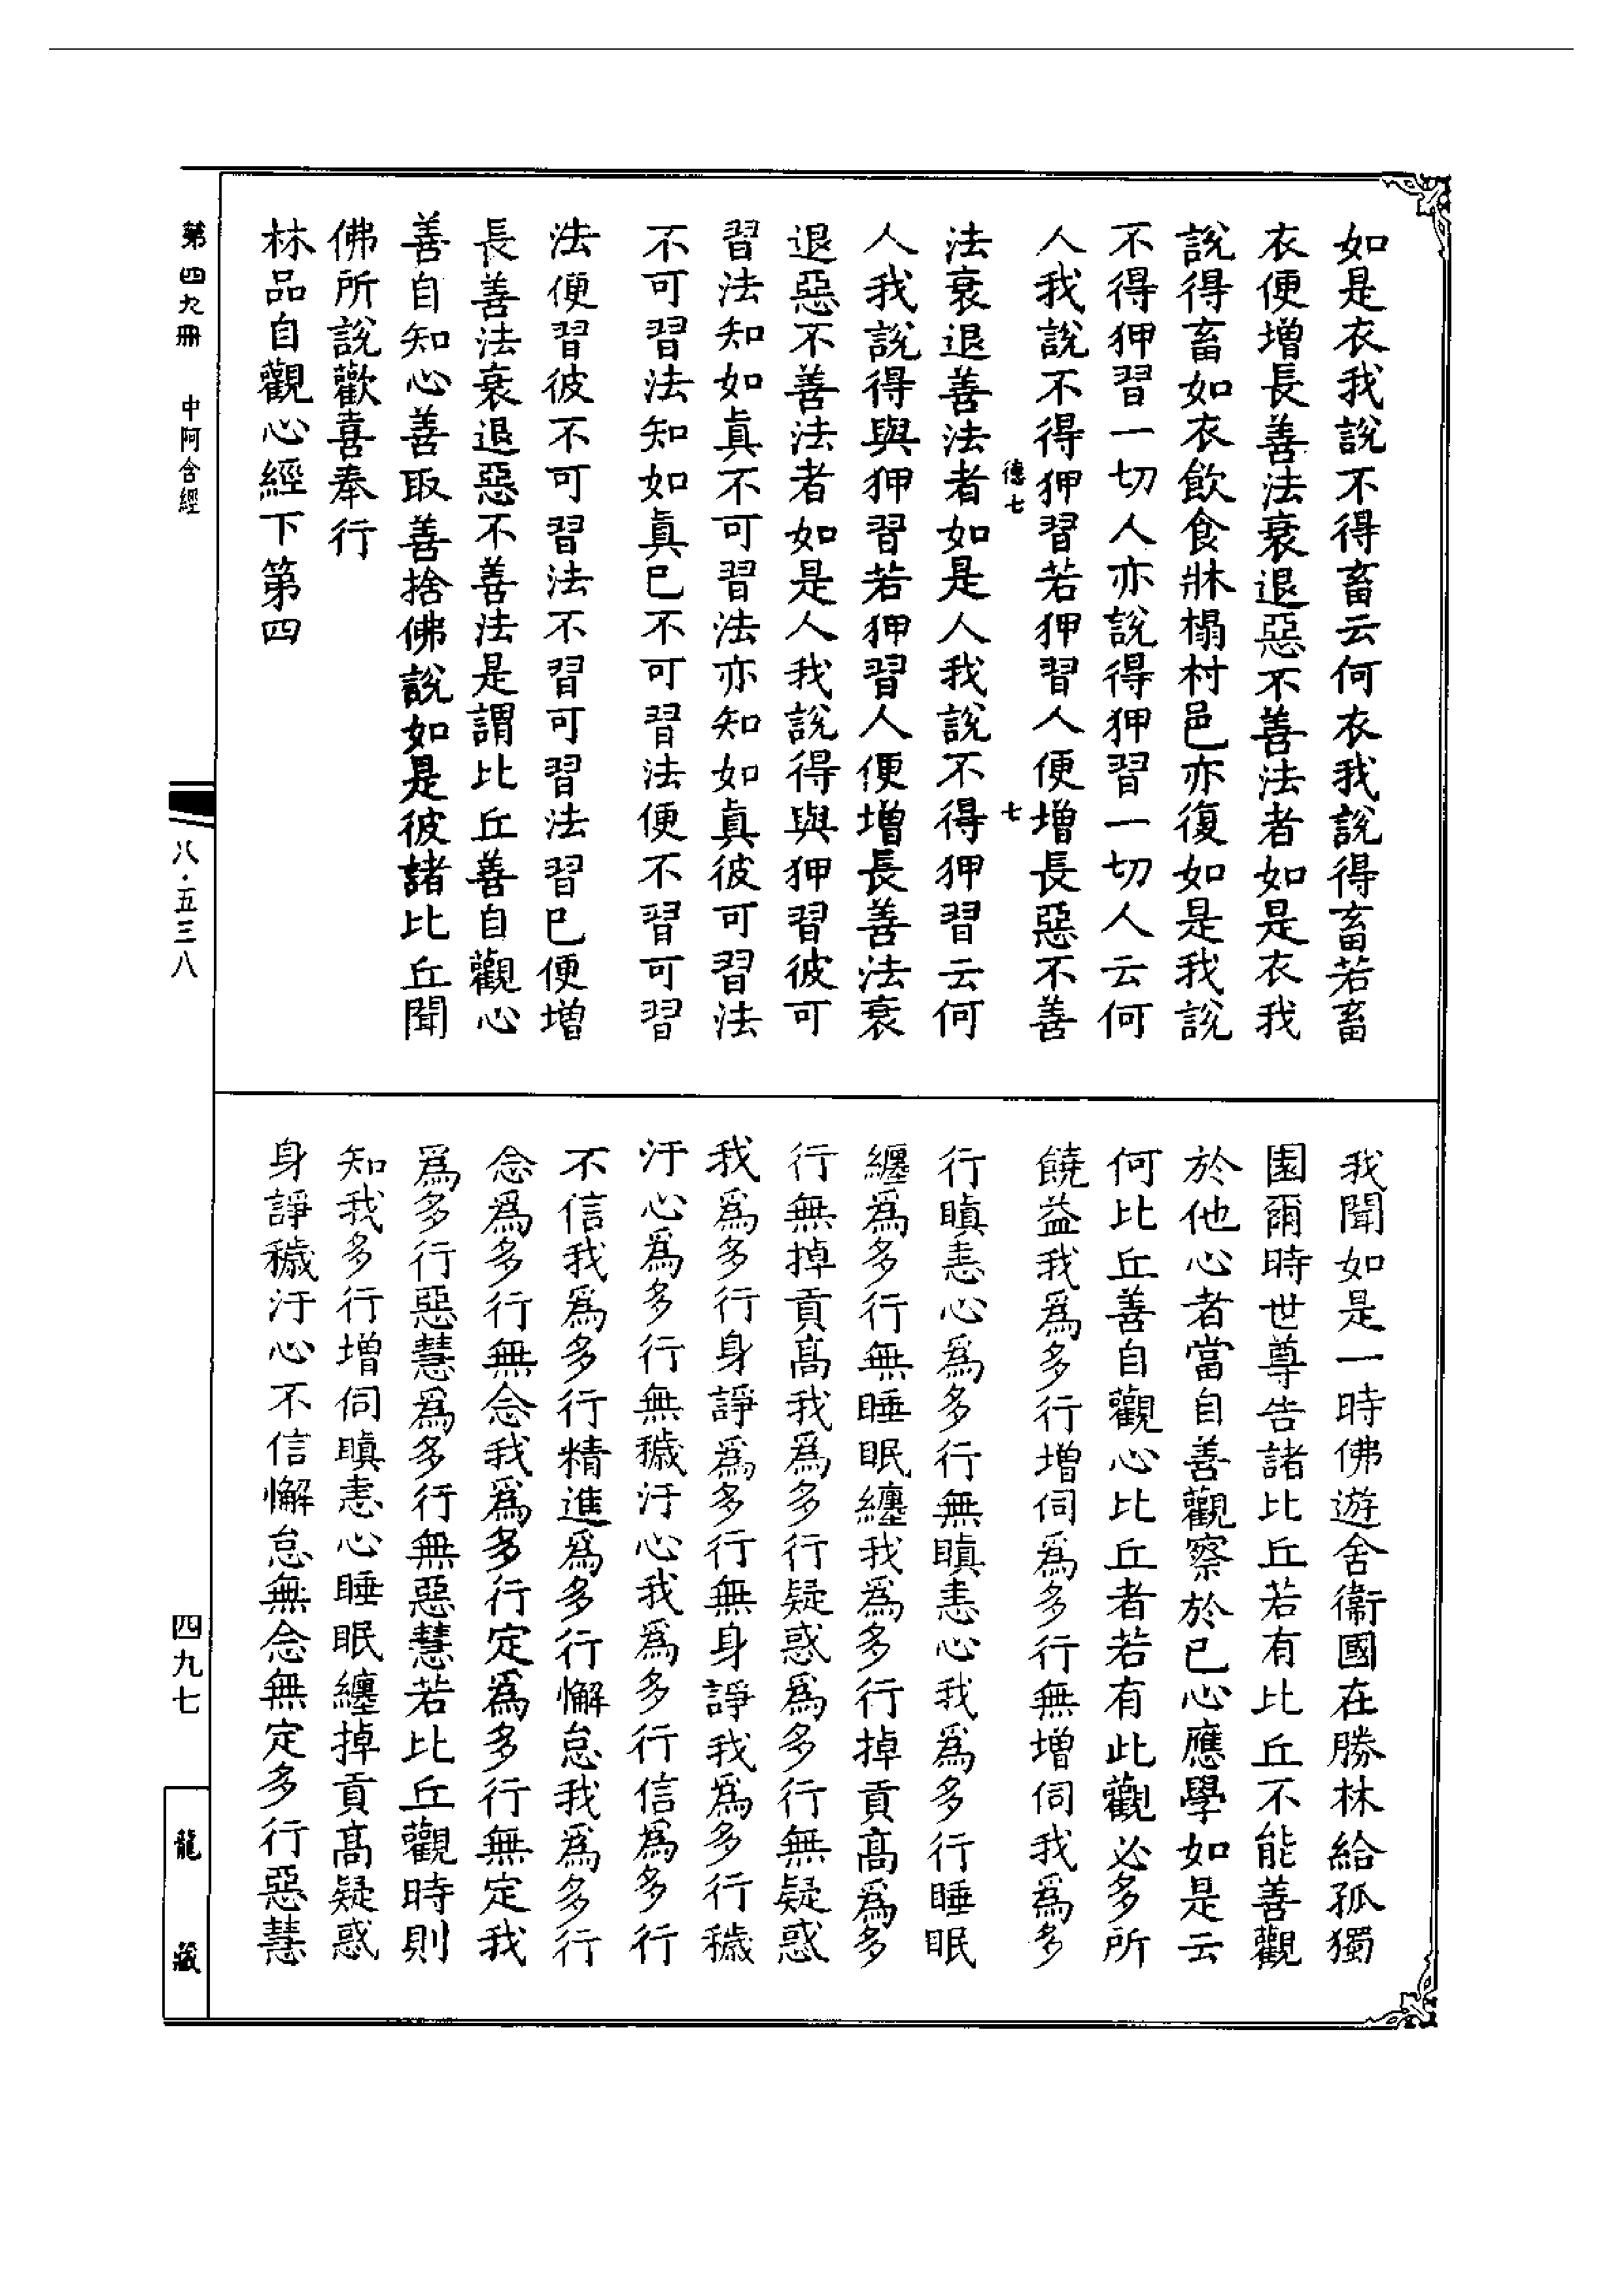 如是衣我說不得畜云何衣我說得畜若畜
衣便增長善法衰退惡不善法者如是衣我
說得畜如衣飲食牀榻村邑亦復如是我說
不得狎習一切人亦說得狎習一切人云何
人我說不得狎習若狎習人便增長惡不善
德七
七
法衰退善法者如是人我說不得狎習云何
人我說得與狎習若狎習人便增長善法衰
退惡不善法者如是人我說得與狎習彼可
習法知如眞不可習法亦知如眞彼可習法
不可習法知如眞已不可習法便不習可習
法便習彼不可習法不習可習法習已便增
長善法衰退惡不善法是謂比丘善自觀心
善自知心善取善捨佛說如是彼諸比丘聞
佛所說歡喜奉行
林品自觀心經下第四
我聞如是一時佛遊舍衞國在勝林給孤獨
園爾時世尊告諸比丘若有比丘不能善觀
於他心者當自善觀察於已心應學如是云
何比丘善自觀心比丘者若有此觀必多所
饒益我爲多行增伺爲多行無增伺我爲多
行瞋恚心爲多行無瞋恚心我爲多行睡眠
纏爲多行無睡眠纏我爲多行掉貢高爲多
行無掉貢高我爲多行疑惑爲多行無疑惑
我爲多行身諍爲多行無身諍我爲多行穢
汙心爲多行無穢汙心我爲多行信爲多行
不信我爲多行精進爲多行懈怠我爲多行
念爲多行無念我爲多行定爲多行無定我
爲多行惡慧爲多行無惡慧若比丘觀時則
知我多行增伺瞋恚心睡眠纏掉貢高疑惑
身諍穢汙心不信懈怠無念無定多行惡慧
第四九冊 中阿含經
八·五三八
四九七
龍藏